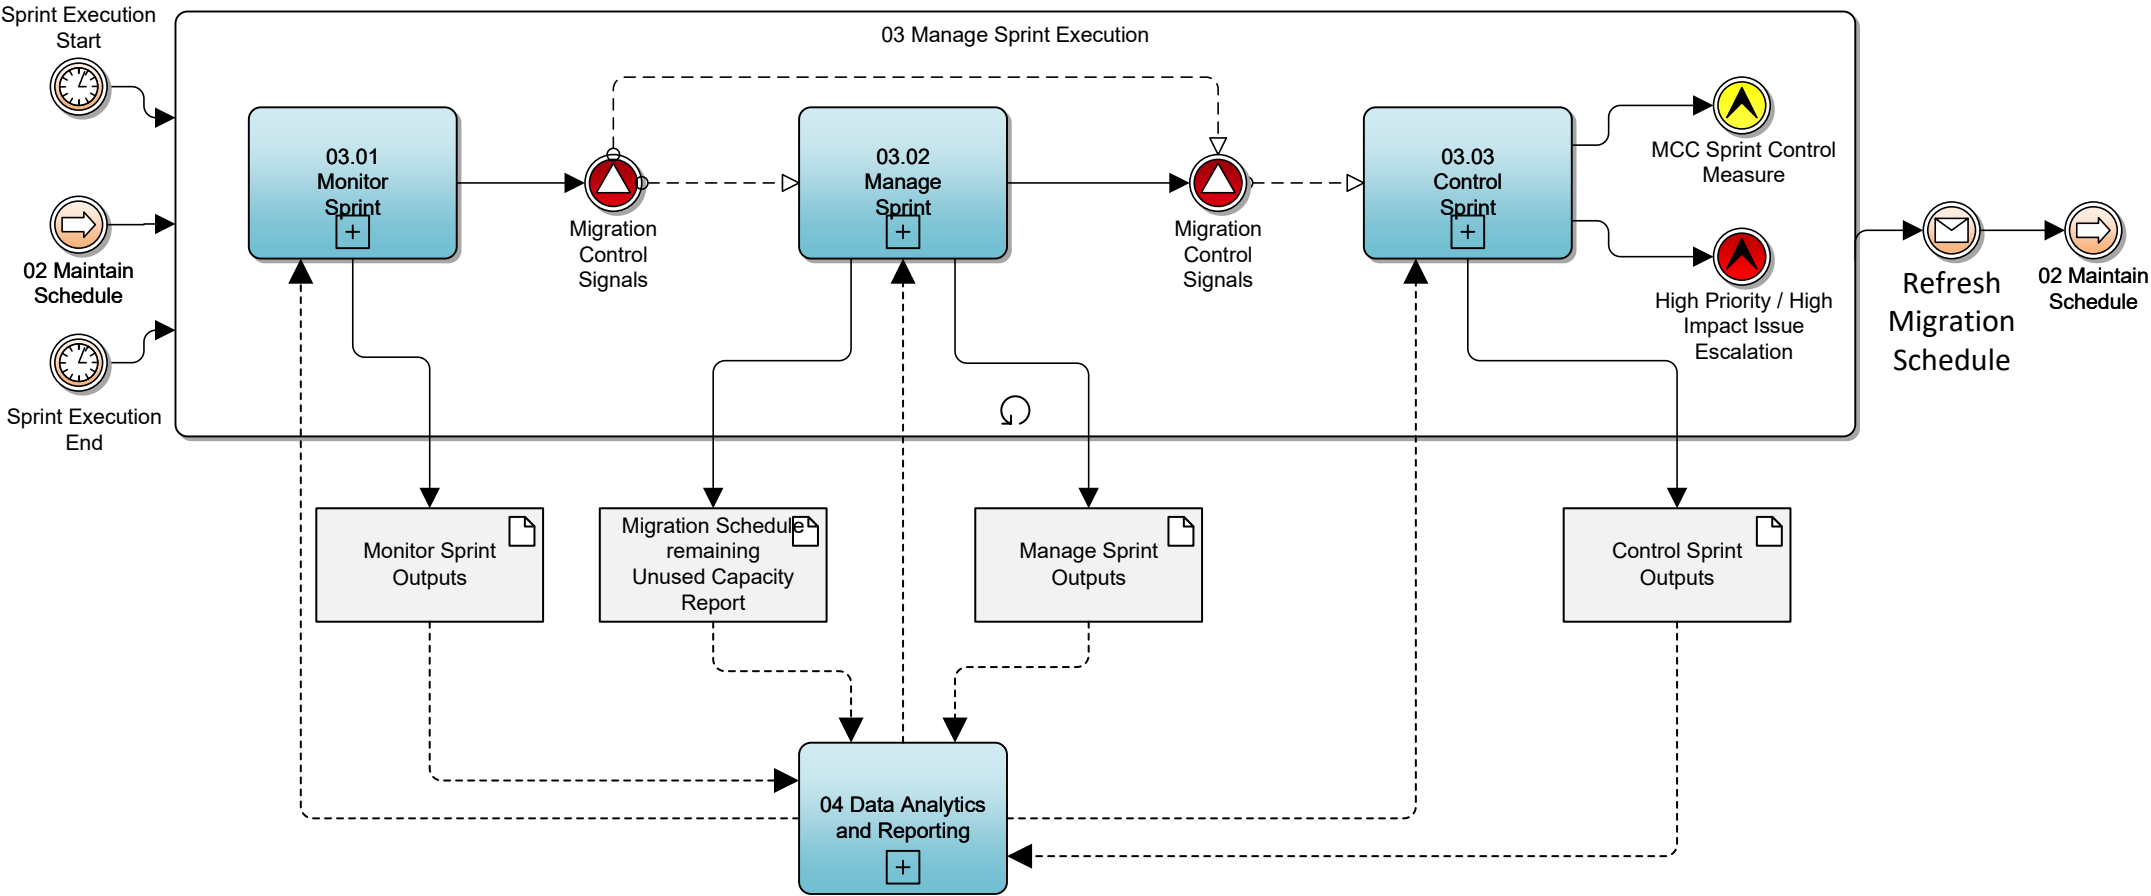 Sprint Execution
Start
03 Manage Sprint Execution
03.01
Monitor
Sprint
Migration
Control
Signals
03.02
Manage
Sprint
Migration
Control
Signals
03.03
Control
Sprint
MCC Sprint Control
Measure
High Priority / High
Impact Issue
Escalation
02 Maintain
Schedule
Sprint Execution
End
Refresh
Migration
Schedule
02 Maintain
Schedule
Monitor Sprint
Outputs
Migration Schedule
remaining
Unused Capacity
Report
Manage Sprint
Outputs
Control Sprint
Outputs
04 Data Analytics
and Reporting